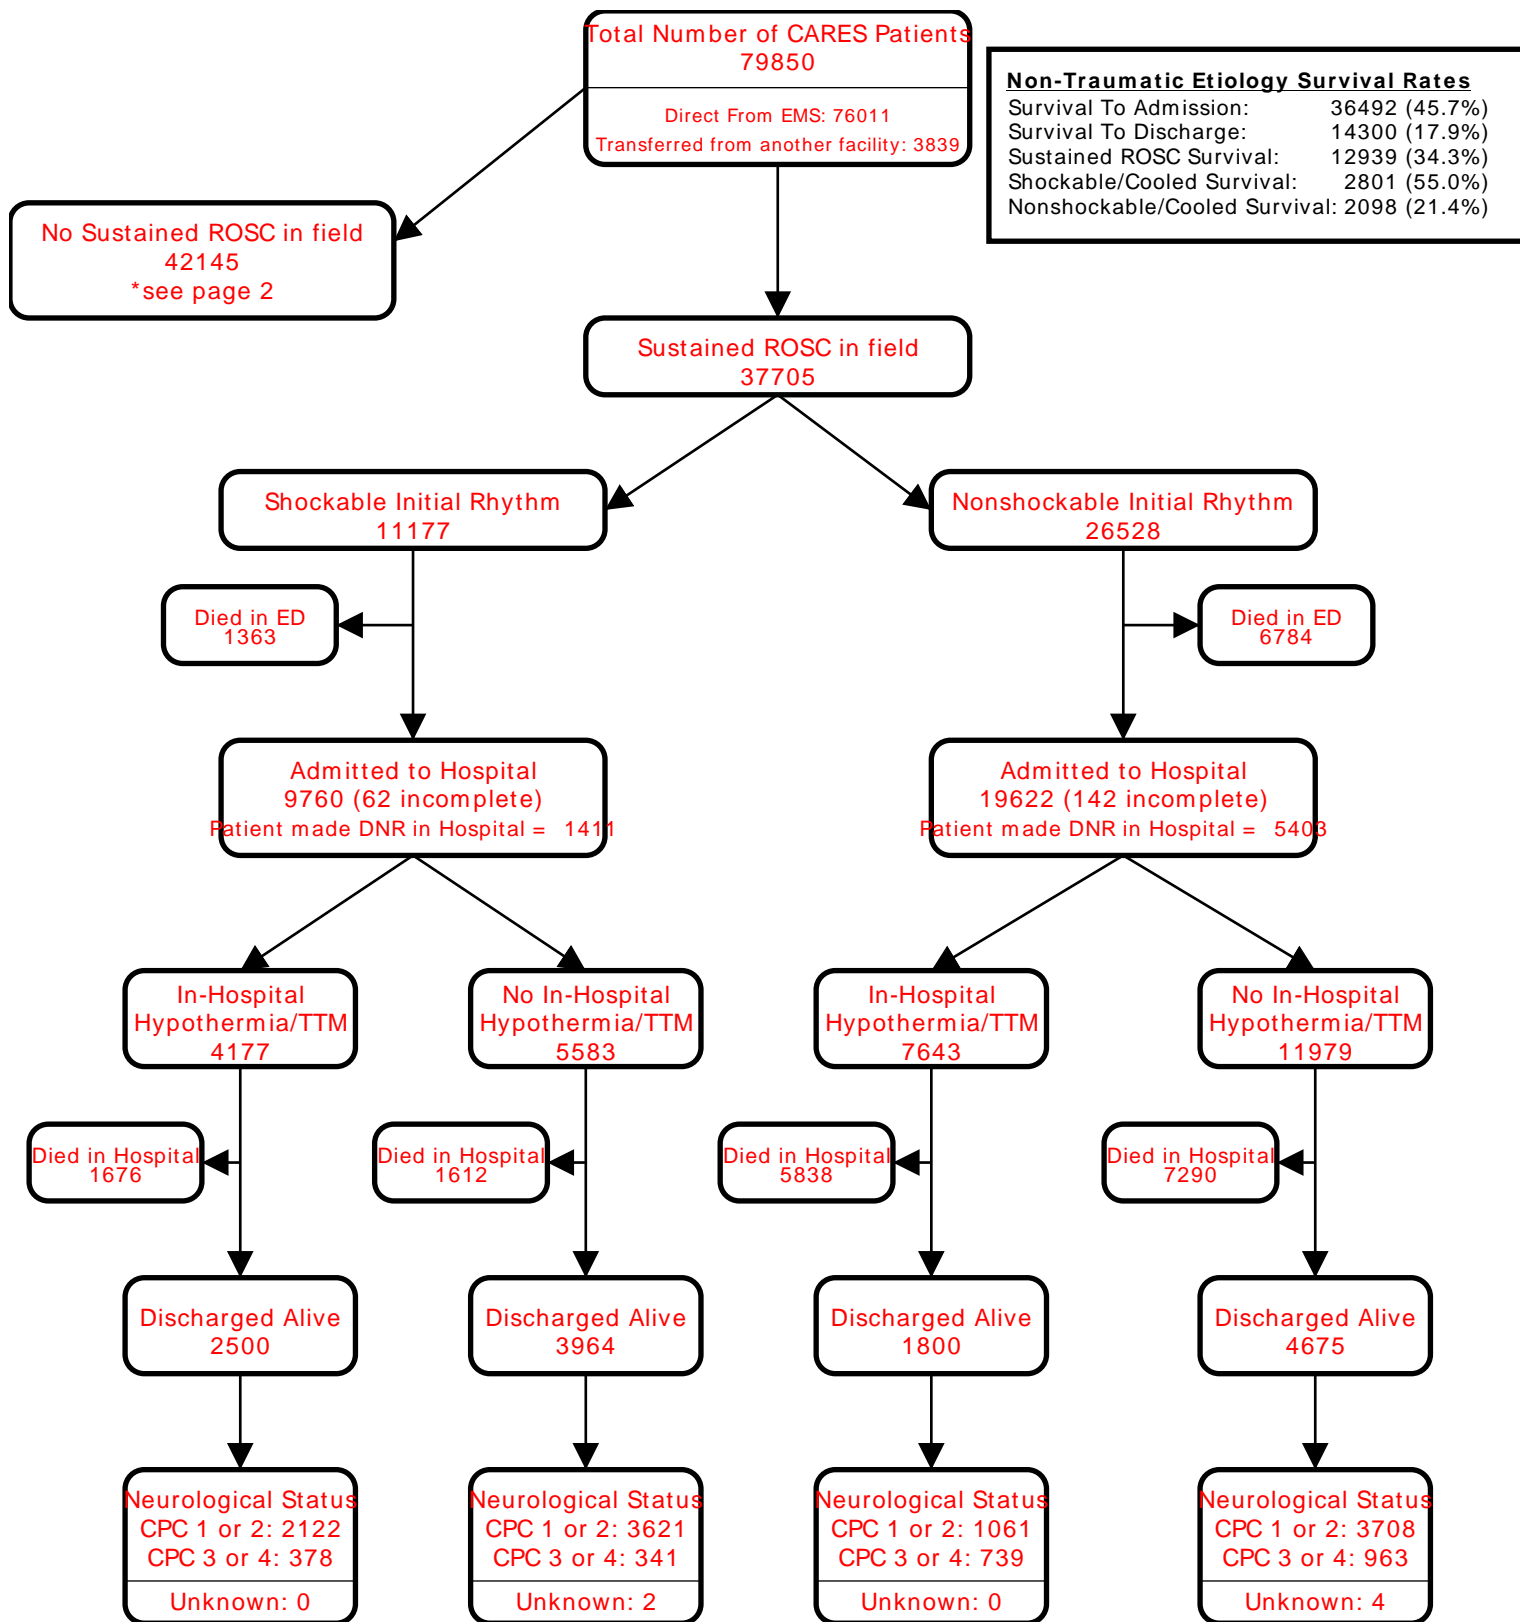 Total Number of CARES Patients
79850
Direct From EMS: 76011
Transferred from another facility: 3839
Non-Traumatic Etiology Survival Rates
Survival To Admission: 36492 (45.7%)
Survival To Discharge: 14300 (17.9%)
Sustained ROSC Survival: 12939 (34.3%)
Shockable/Cooled Survival: 2801 (55.0%)
Nonshockable/Cooled Survival: 2098 (21.4%)
No Sustained ROSC in field
42145
*see page 2
Sustained ROSC in field
37705
Shockable Initial Rhythm
11177
Nonshockable Initial Rhythm
26528
Died in ED
1363
Died in ED
6784
Admitted to Hospital
9760 (62 incomplete)
Patient made DNR in Hospital = 1411
Admitted to Hospital
19622 (142 incomplete)
Patient made DNR in Hospital = 5403
In-Hospital
Hypothermia/TTM
4177
No In-Hospital
Hypothermia/TTM
5583
In-Hospital
Hypothermia/TTM
7643
No In-Hospital
Hypothermia/TTM
11979
Died in Hospital
1676
Died in Hospital
1612
Died in Hospital
5838
Died in Hospital
7290
Discharged Alive
2500
Discharged Alive
3964
Discharged Alive
1800
Discharged Alive
4675
Neurological Status
CPC 1 or 2: 2122
CPC 3 or 4: 378
Unknown: 0
Neurological Status
CPC 1 or 2: 3621
CPC 3 or 4: 341
Unknown: 2
Neurological Status
CPC 1 or 2: 1061
CPC 3 or 4: 739
Unknown: 0
Neurological Status
CPC 1 or 2: 3708
CPC 3 or 4: 963
Unknown: 4